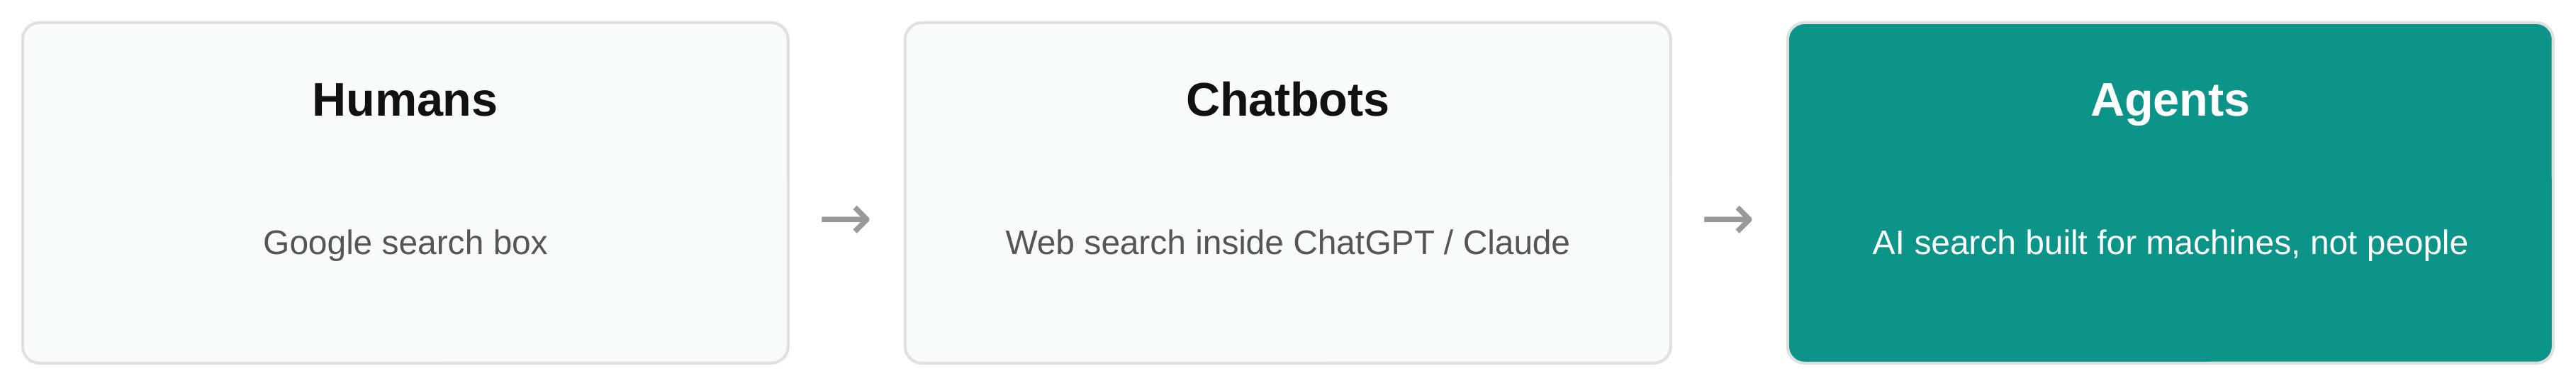 Humans
Google search box
→
Chatbots
Web search inside ChatGPT / Claude
→
Agents
AI search built for machines, not people